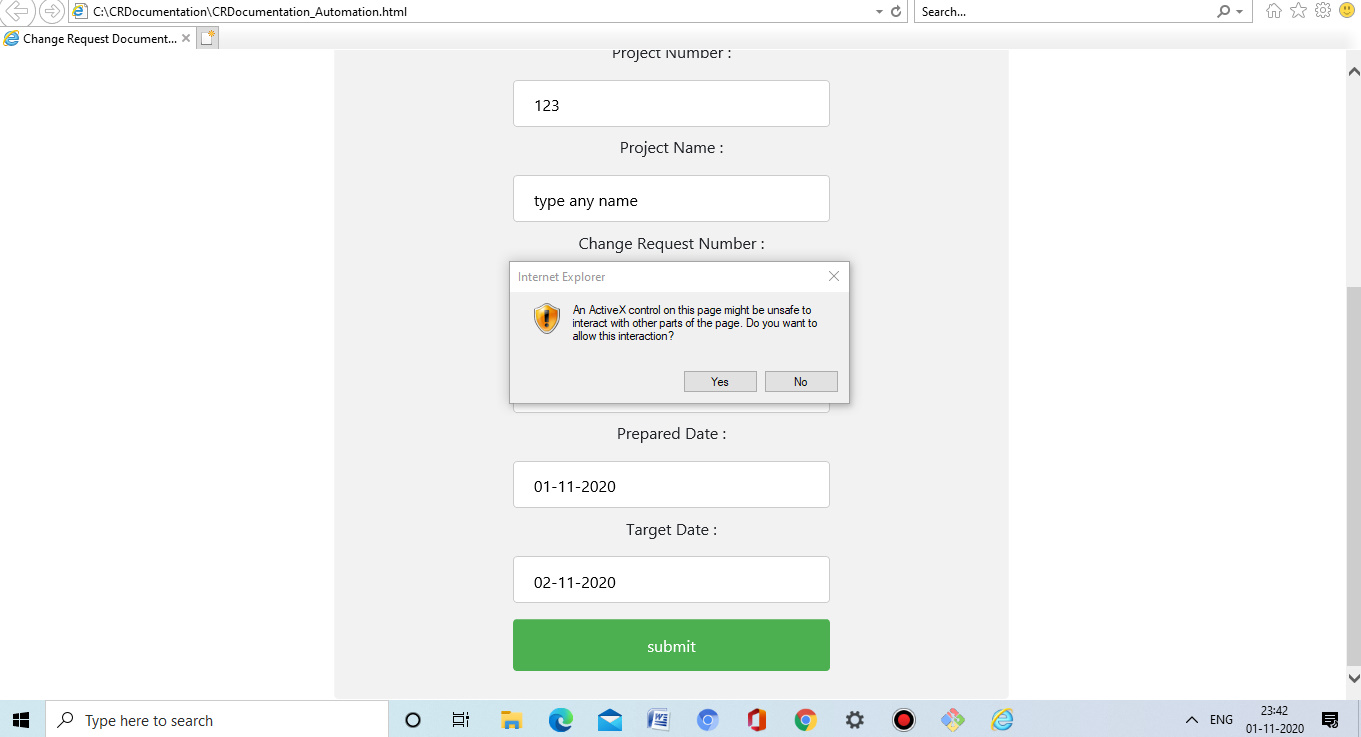 C:\CRDocumentation\CRDocumentation_Automation.html
Search...
Change Request Document...
Project Number :
123
Project Name :
type any name
Change Request Number :
Internet Explorer
An ActiveX control on this page might be unsafe to
interact with other parts of the page. Do you want to
allow this interaction?
Yes No
Prepared Date :
01-11-2020
Target Date :
02-11-2020
submit
Type here to search
ENG
23:42
01-11-2020